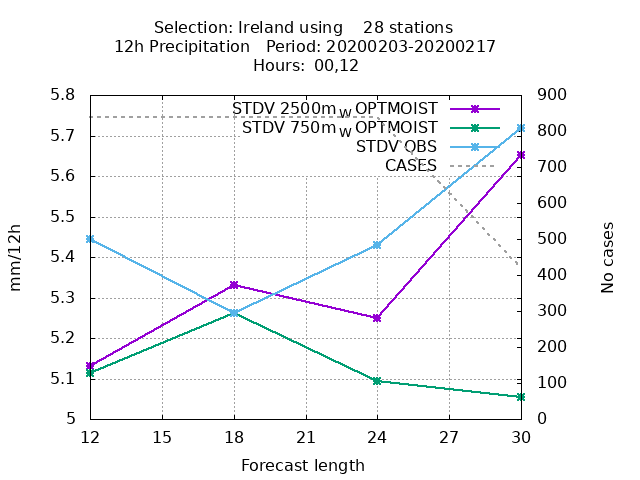 Selection: Ireland using    28 stations
12h Precipitation   Period: 20200203-20200217
Hours:  00,12
STDV 2500m_W OPTMOIST
STDV 750m_W OPTMOIST
STDV OBS
CASES
5.8
5.7
5.6
5.5
5.4
5.3
5.2
5.1
5
mm/12h
900
800
700
600
500
400
300
200
100
0
No cases
12 15 18 21 24 27 30
Forecast length